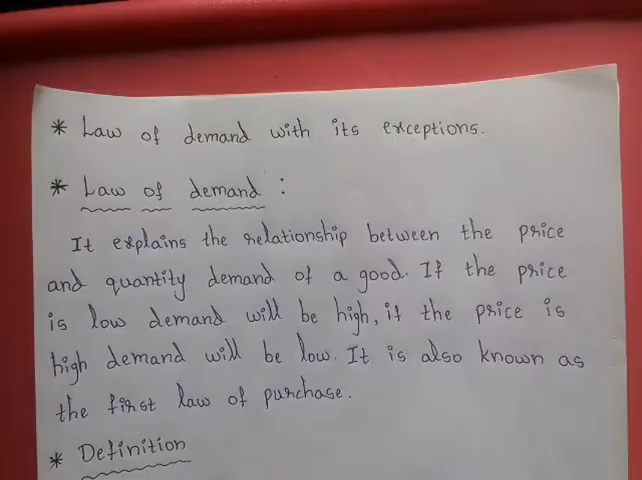 * Law of demand with its exceptions.
* Law of demand :
It explains the relationship between the price
and quantity demand of a good. If the price
is low demand will be high, if the price is
high demand will be low. It is also known as
the first law of purchase.
* Definition